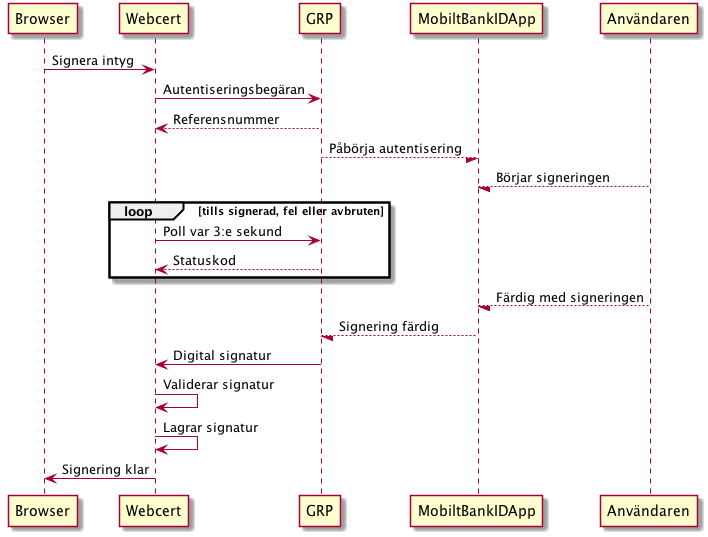 Browser Webcert GRP MobiltBankIDApp Användaren
Signera intyg
Autentiseringsbegäran
Referensnummer
Påbörja autentisering
Börjar signeringen
loop [tills signerad, fel eller avbruten]
Poll var 3:e sekund
Statuskod
Färdig med signeringen
Signering färdig
Digital signatur
Validerar signatur
Lagrar signatur
Signering klar
Browser Webcert GRP MobiltBankIDApp Användaren